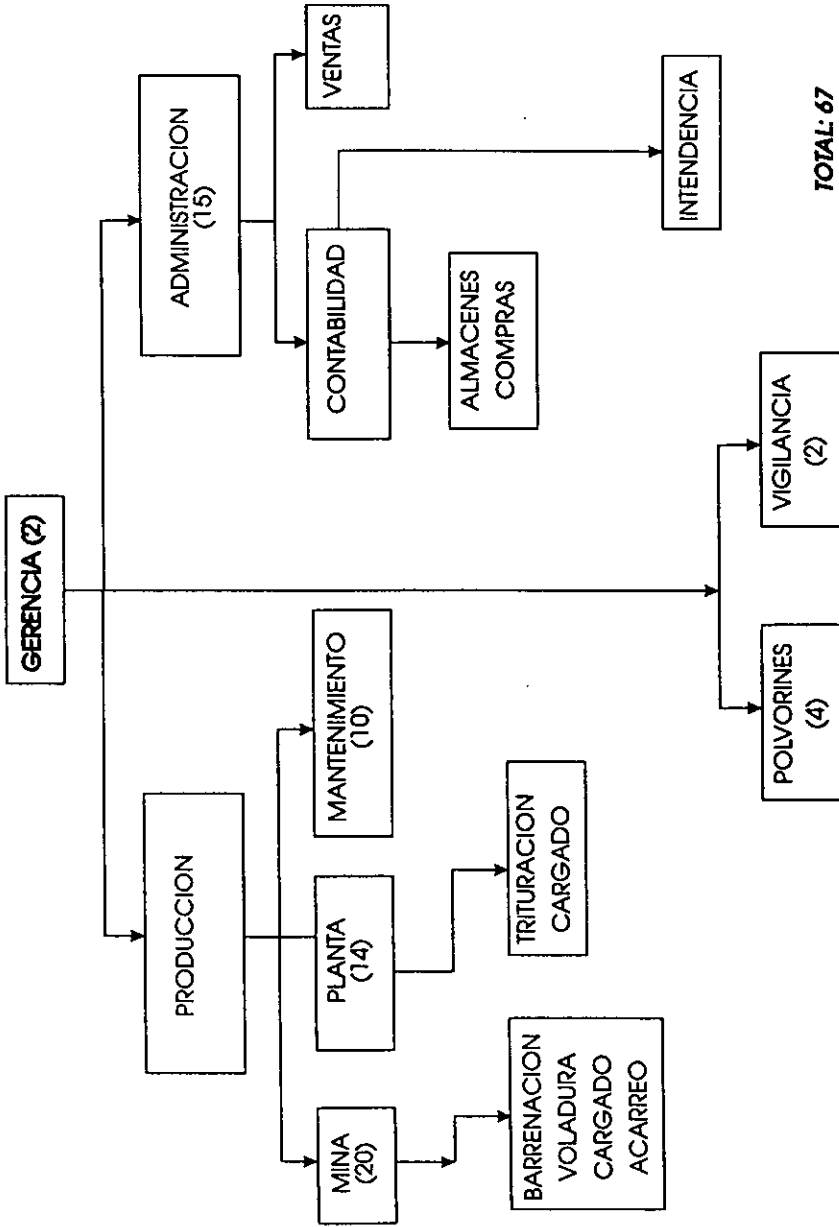 GERENCIA (2)
PRODUCCION
ADMINISTRACION
(15)
MINA
(20)
PLANTA
(14)
MANTENIMIENTO
(10)
CONTABILIDAD
VENTAS
BARRENACION
VOLADURA
CARGADO
ACARREO
TRITURACION
CARGADO
ALMACENES
COMPRAS
INTENDENCIA
POLVORINES
(4)
VIGILANCIA
(2)
TOTAL: 67